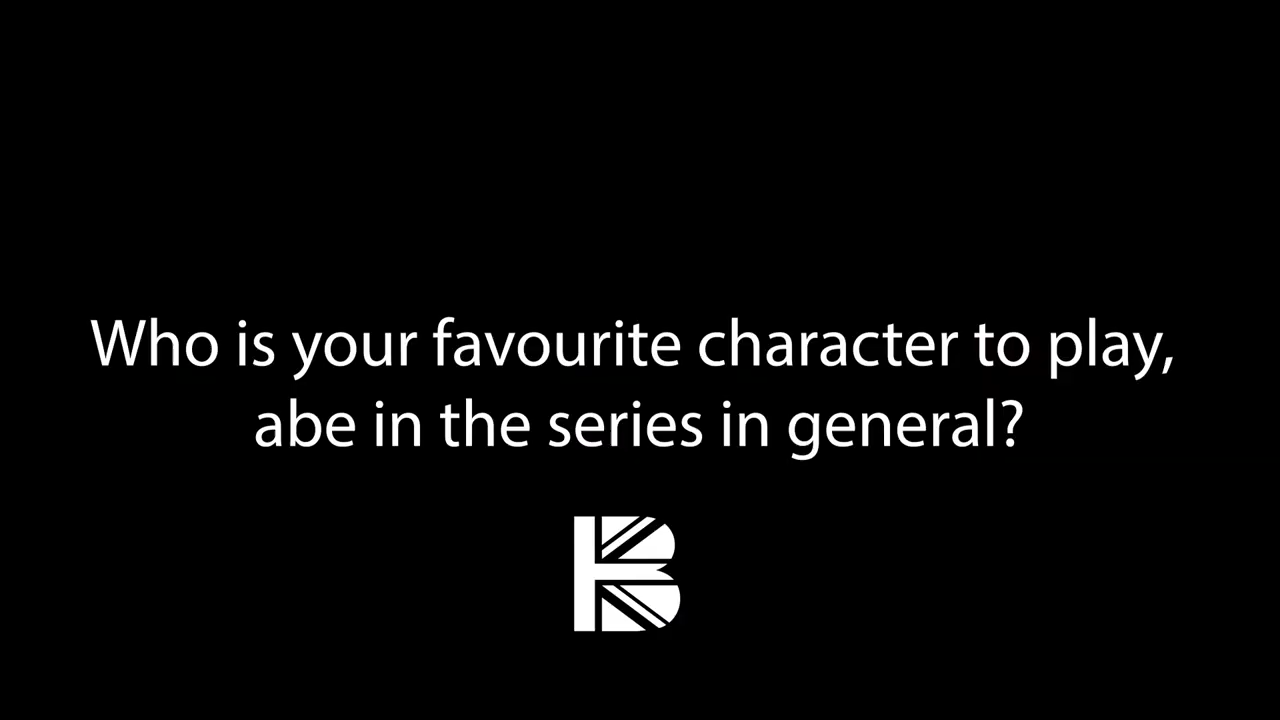 Who is your favourite character to play,
abe in the series in general?
B